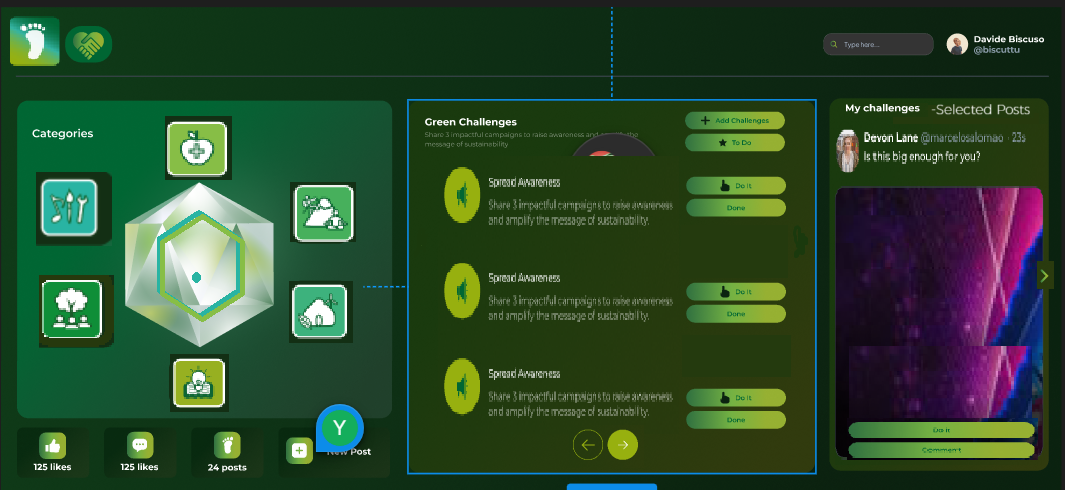 Type here...
Davide Biscuso
@biscuttu
Categories
Green Challenges
Share 3 impactful campaigns to raise awareness and the
message of sustainability
Add Challenges
To Do
Spread Awareness
Share 3 impactful campaigns to raise awareness
and amplify the message of sustainability.
Do It
Done
Spread Awareness
Share 3 impactful campaigns to raise awareness
and amplify the message of sustainability.
Do It
Done
Spread Awareness
Share 3 impactful campaigns to raise awareness
and amplify the message of sustainability.
Do It
Done
My challenges -Selected Posts
Devon Lane @marcelosalomao · 23s
Is this big enough for you?
Do It
Comment
125 likes
125 likes
24 posts
Post
Y